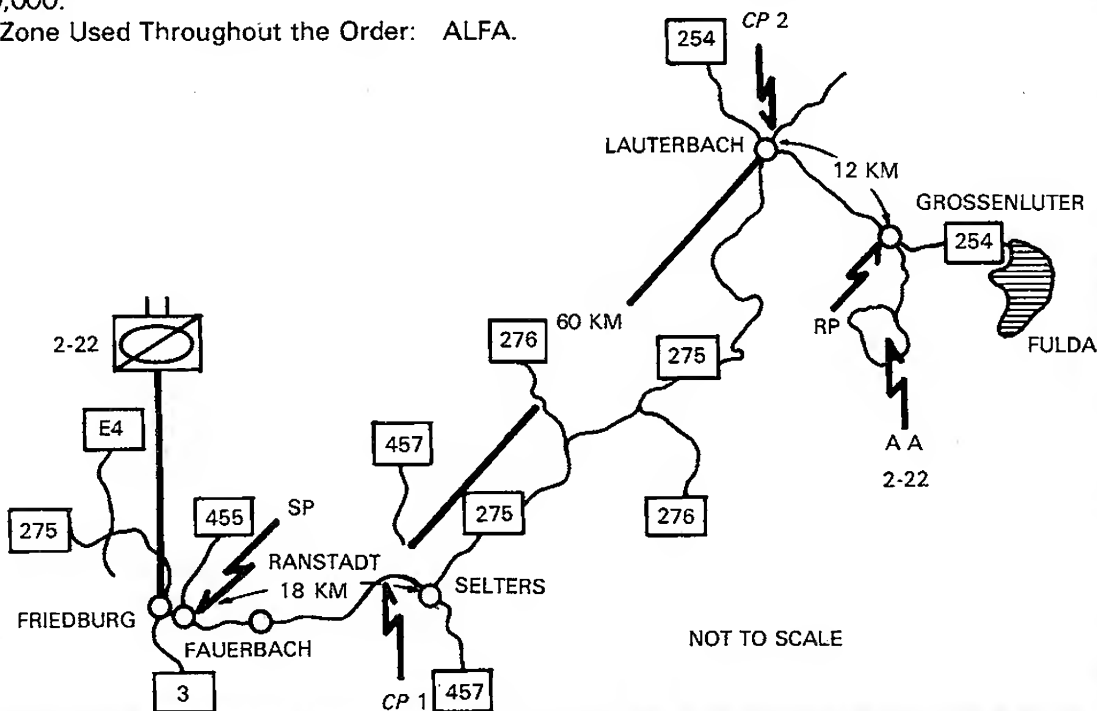 ,000.
Zone Used Throughout the Order: ALFA.
CP 2
254
LAUTERBACH
12 KM
GROSSENLUTER
254
RP
FULDA
60 KM
276
275
2-22
E4
457
A A
2-22
275
455
SP
275
276
RANSTADT
18 KM
SELTERS
FRIEDBURG
FAUERBACH
NOT TO SCALE
3
CP 1
457